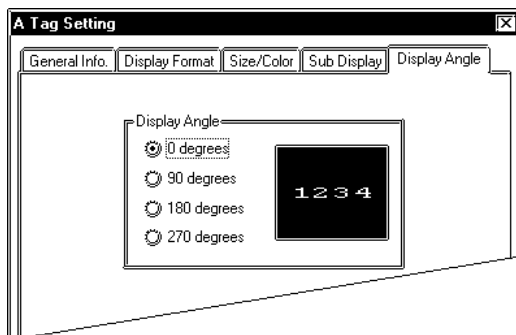 A Tag Setting
General Info. Display Format Size/Color Sub Display Display Angle
Display Angle
0 degrees
90 degrees
180 degrees
270 degrees
1234